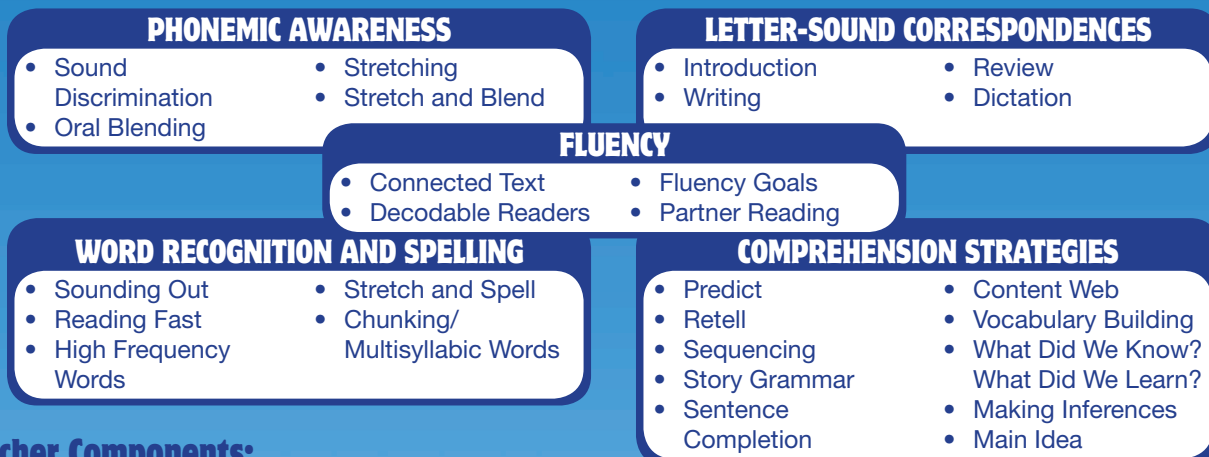 PHONEMIC AWARENESS
• Sound
Discrimination
• Oral Blending
• Stretching
• Stretch and Blend
LETTER-SOUND CORRESPONDENCES
• Introduction
• Writing
• Review
• Dictation
FLUENCY
• Connected Text
• Decodable Readers
• Fluency Goals
• Partner Reading
WORD RECOGNITION AND SPELLING
• Sounding Out
• Reading Fast
• High Frequency
Words
• Stretch and Spell
• Chunking/
Multisyllabic Words
COMPREHENSION STRATEGIES
• Predict
• Retell
• Sequencing
• Story Grammar
• Sentence
Completion
• Content Web
• Vocabulary Building
• What Did We Know?
What Did We Learn?
• Making Inferences
• Main Idea
cher Components: